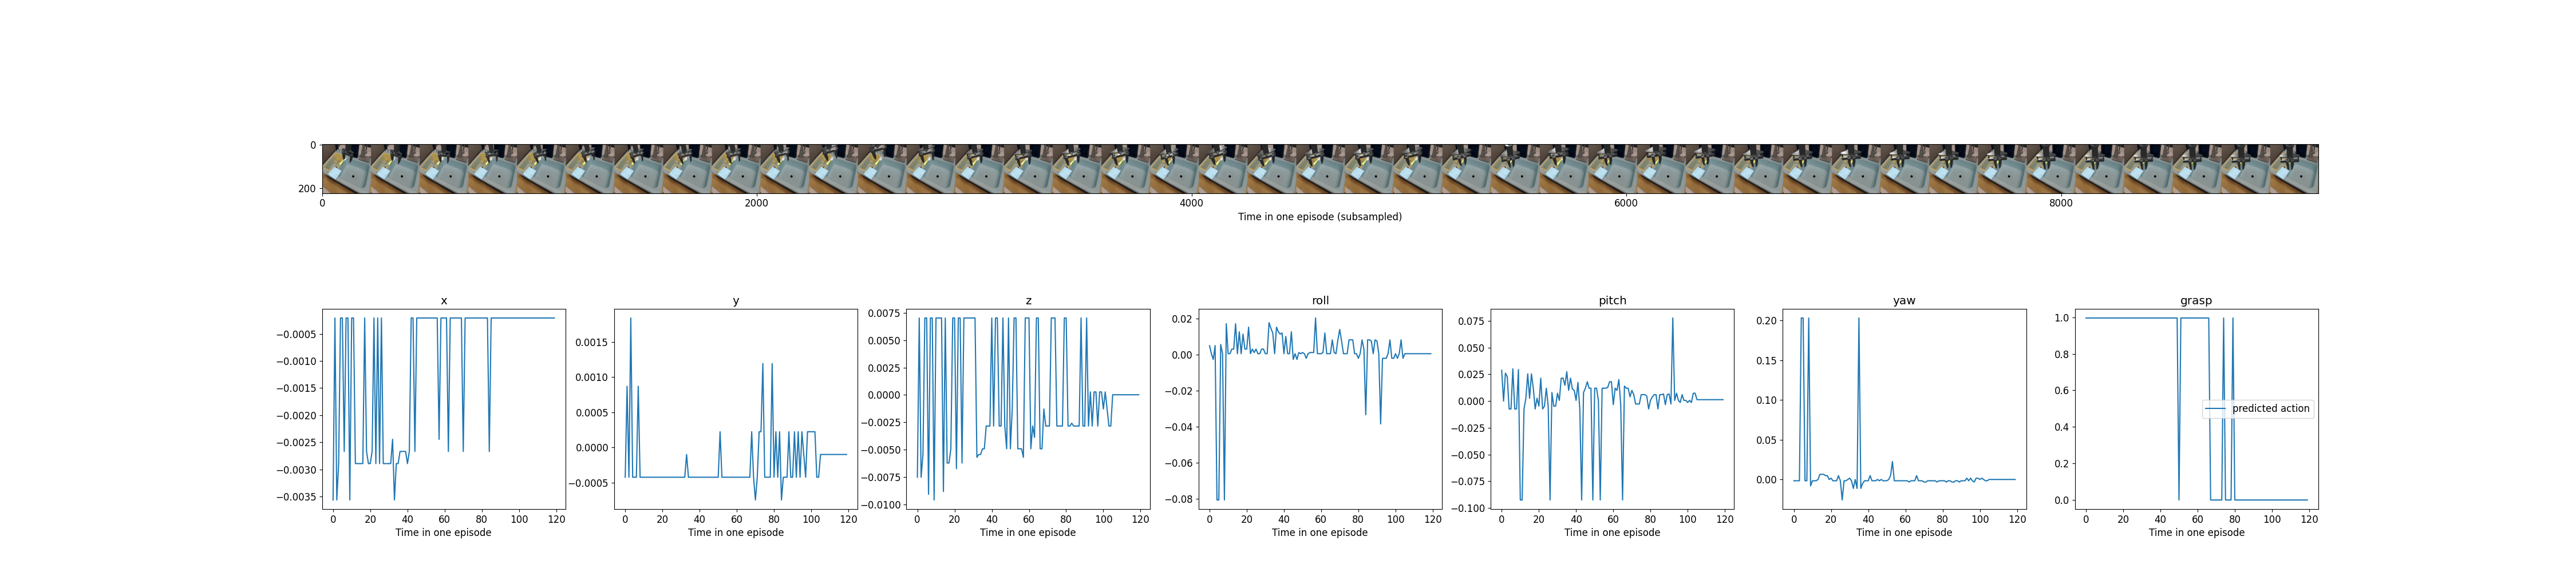 0
200
0 2000 4000 6000 8000
Time in one episode (subsampled)
x
−0.0005
−0.0010
−0.0015
−0.0020
−0.0025
−0.0030
−0.0035
0 20 40 60 80 100 120
Time in one episode
y
0.0015
0.0010
0.0005
0.0000
−0.0005
0 20 40 60 80 100 120
Time in one episode
z
0.0075
0.0050
0.0025
0.0000
−0.0025
−0.0050
−0.0075
−0.0100
0 20 40 60 80 100 120
Time in one episode
roll
0.02
0.00
−0.02
−0.04
−0.06
−0.08
0 20 40 60 80 100 120
Time in one episode
pitch
0.075
0.050
0.025
0.000
−0.025
−0.050
−0.075
−0.100
0 20 40 60 80 100 120
Time in one episode
yaw
0.20
0.15
0.10
0.05
0.00
0 20 40 60 80 100 120
Time in one episode
grasp
1.0
0.8
0.6
0.4
0.2
0.0
predicted action
0 20 40 60 80 100 120
Time in one episode